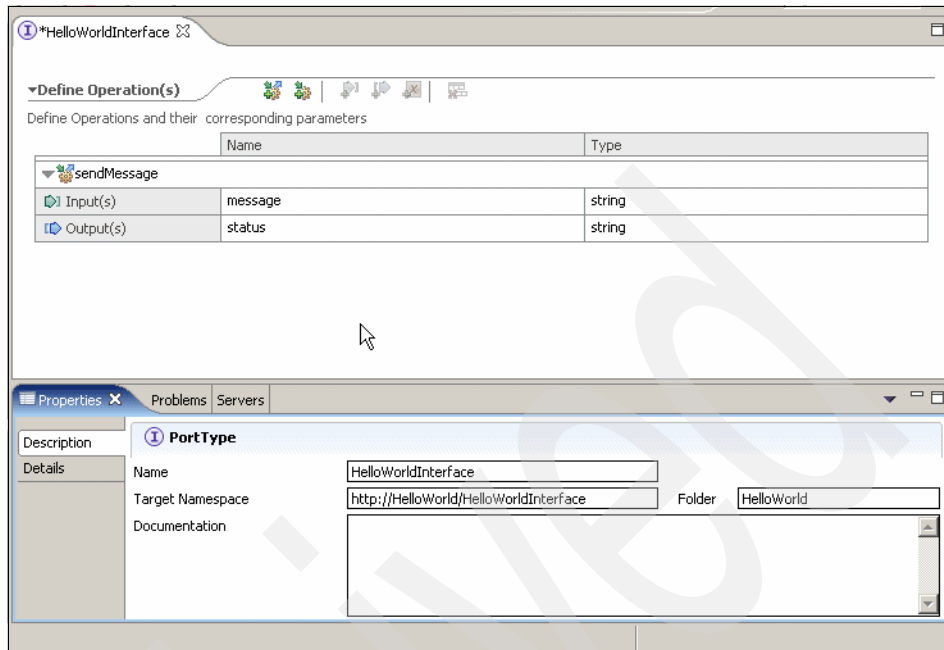 *HelloWorldInterface
Define Operation(s)
Define Operations and their corresponding parameters
Name Type
sendMessage
Input(s) message string
Output(s) status string
Properties Problems Servers
Description
Details
PortType
Name HelloWorldInterface
Target Namespace http://HelloWorld/HelloWorldInterface Folder HelloWorld
Documentation